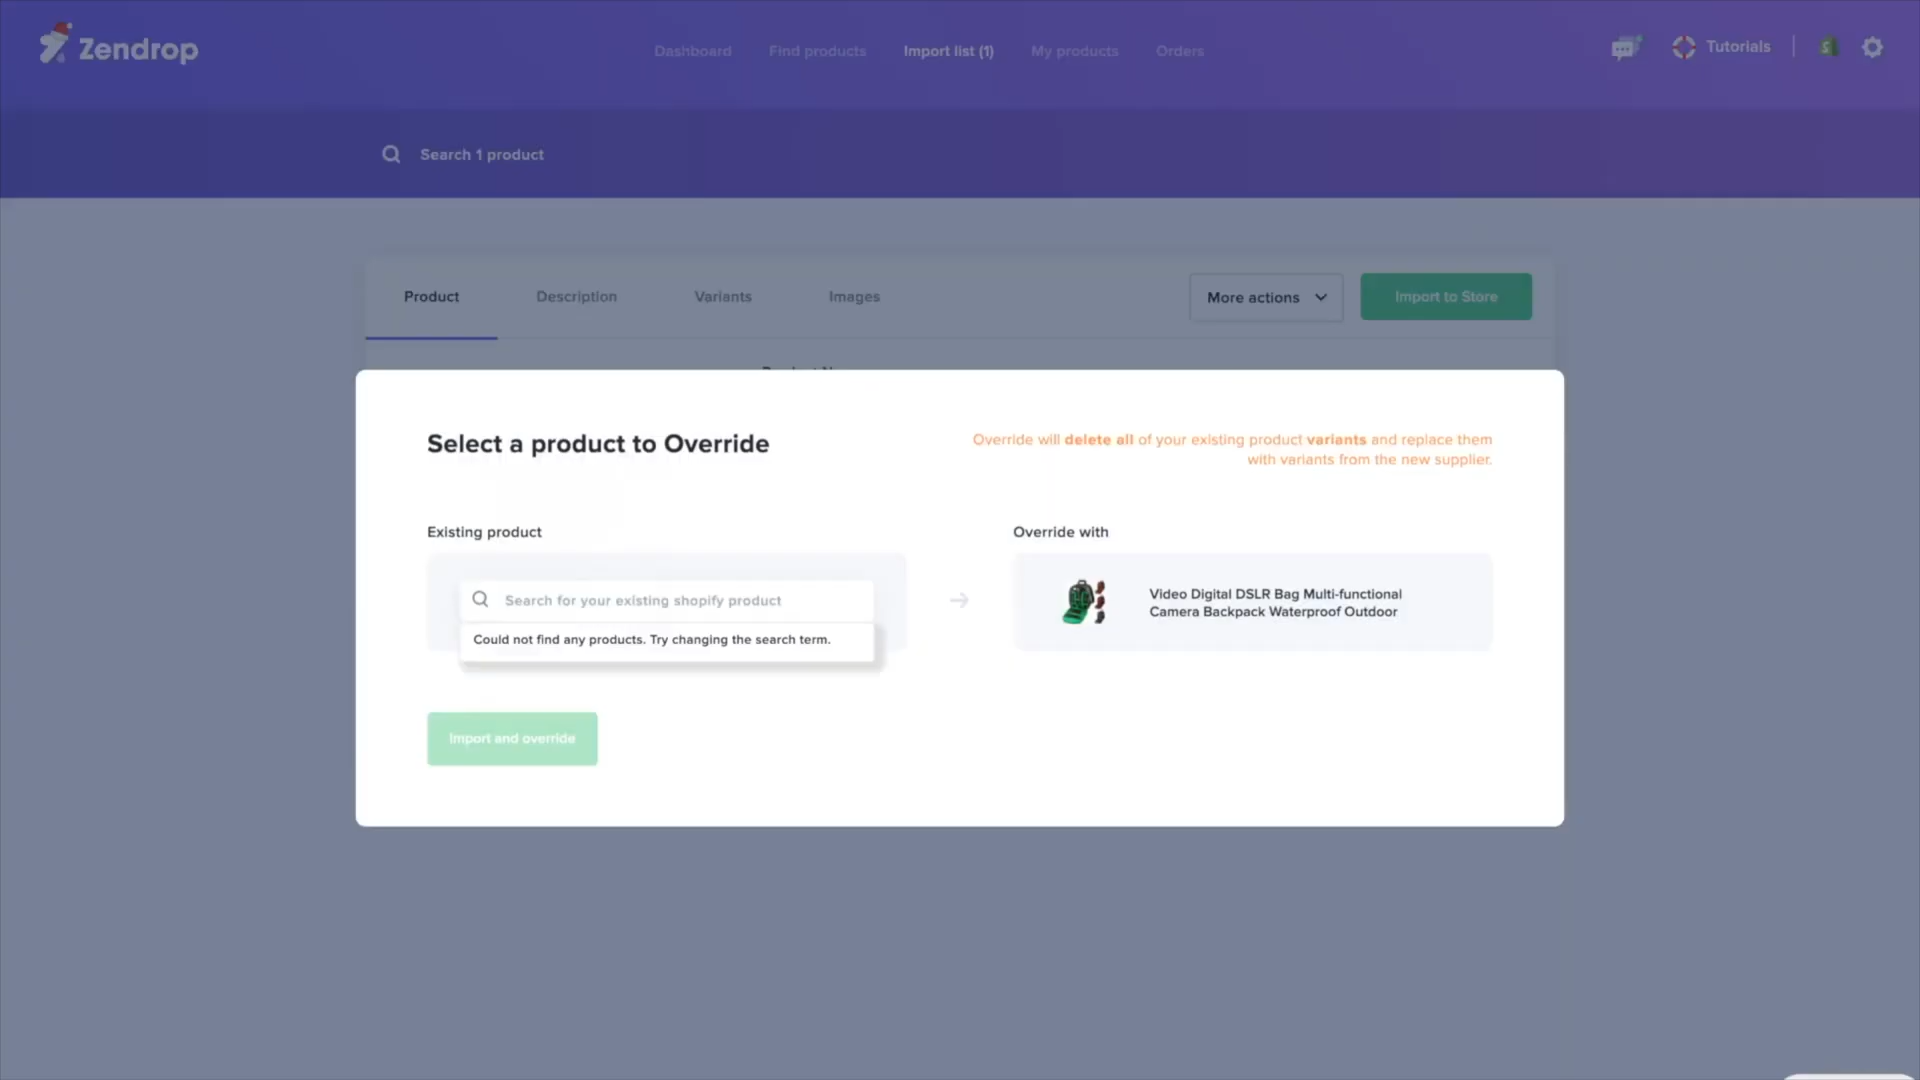 Zendrop
Dashboard
Find products
Import list (1)
My products
Orders
Tutorials
Search 1 product
Product
Description
Variants
Images
More actions
Import to Store
Select a product to Override
Override will delete all of your existing product variants and replace them
with variants from the new supplier.
Existing product
Search for your existing shopify product
Could not find any products. Try changing the search term.
Override with
Video Digital DSLR Bag Multi-functional
Camera Backpack Waterproof Outdoor
Import and override